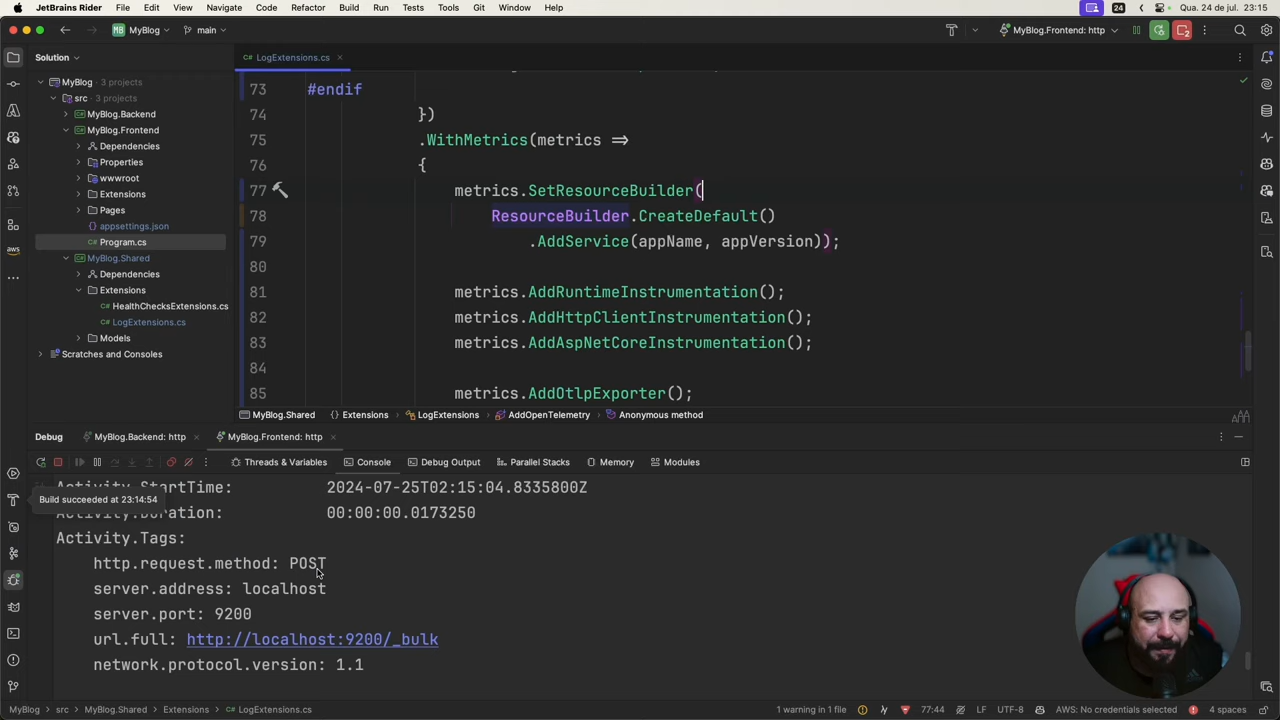 JetBrains Rider File Edit View Navigate Code Refactor Build Run Tests Tools Git Window Help 24 Qua. 24 de jul. 23:15
MB MyBlog main MyBlog.Frontend: http 2
Solution LogExtensions.cs
MyBlog 3 projects
src 3 projects
MyBlog.Backend
MyBlog.Frontend
Dependencies
Properties
wwwroot
Extensions
Pages
appsettings.json
Program.cs
MyBlog.Shared
Dependencies
Extensions
HealthChecksExtensions.cs
LogExtensions.cs
Models
Scratches and Consoles
aws
73 #endif
74 })
75 .WithMetrics(metrics =>
76 {
77 metrics.SetResourceBuilder(
78 ResourceBuilder.CreateDefault()
79 .AddService(appName, appVersion));
80
81 metrics.AddRuntimeInstrumentation();
82 metrics.AddHttpClientInstrumentation();
83 metrics.AddAspNetCoreInstrumentation();
84
85 metrics.AddOtlpExporter();
MyBlog.Shared Extensions LogExtensions AddOpenTelemetry Anonymous method
Debug MyBlog.Backend: http MyBlog.Frontend: http
Threads & Variables Console Debug Output Parallel Stacks Memory Modules
Activity.StartTime: 2024-07-25T02:15:04.8335800Z
Build succeeded at 23:14:54
Activity.Duration: 00:00:00.0173250
Activity.Tags:
http.request.method: POST
server.address: localhost
server.port: 9200
url.full: http://localhost:9200/_bulk
network.protocol.version: 1.1
MyBlog src MyBlog.Shared Extensions LogExtensions.cs 1 warning in 1 file 77:44 LF UTF-8 AWS: No credentials selected 4 spaces